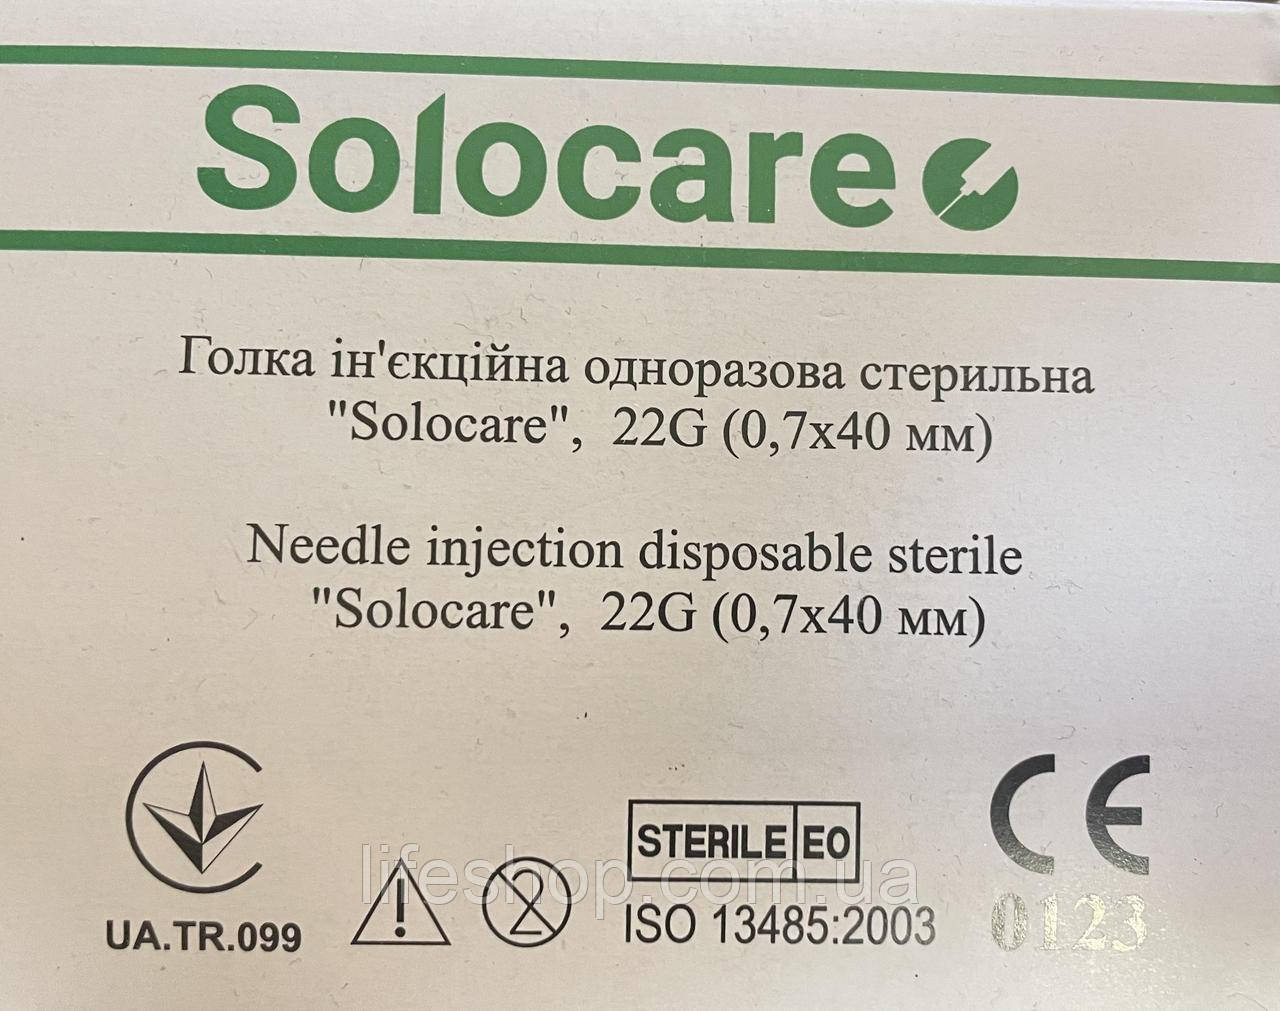 Solocare
Голка ін'єкційна одноразова стерильна
"Solocare", 22G (0,7x40 мм)
Needle injection disposable sterile
"Solocare", 22G (0,7x40 мм)
STERILE EO
CE
lifeshop.com.ua
2
UA.TR.099
!
ISO 13485:2003
0123